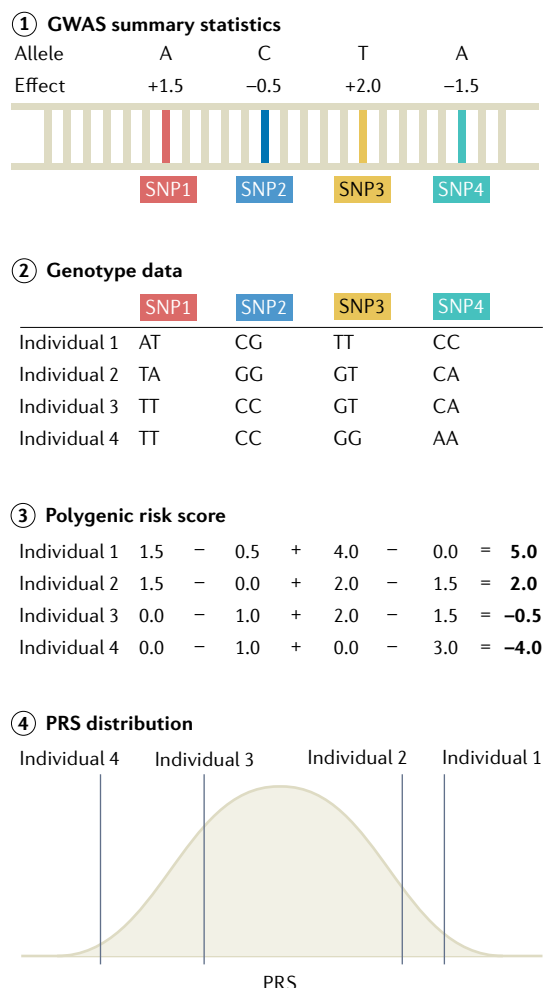 ① GWAS summary statistics
Allele A C T A
Effect +1.5 –0.5 +2.0 –1.5
SNP1 SNP2 SNP3 SNP4
② Genotype data
SNP1 SNP2 SNP3 SNP4
Individual 1 AT CG TT CC
Individual 2 TA GG GT CA
Individual 3 TT CC GT CA
Individual 4 TT CC GG AA
③ Polygenic risk score
Individual 1 1.5 – 0.5 + 4.0 – 0.0 = 5.0
Individual 2 1.5 – 0.0 + 2.0 – 1.5 = 2.0
Individual 3 0.0 – 1.0 + 2.0 – 1.5 = –0.5
Individual 4 0.0 – 1.0 + 0.0 – 3.0 = –4.0
④ PRS distribution
Individual 4 Individual 3 Individual 2 Individual 1
PRS